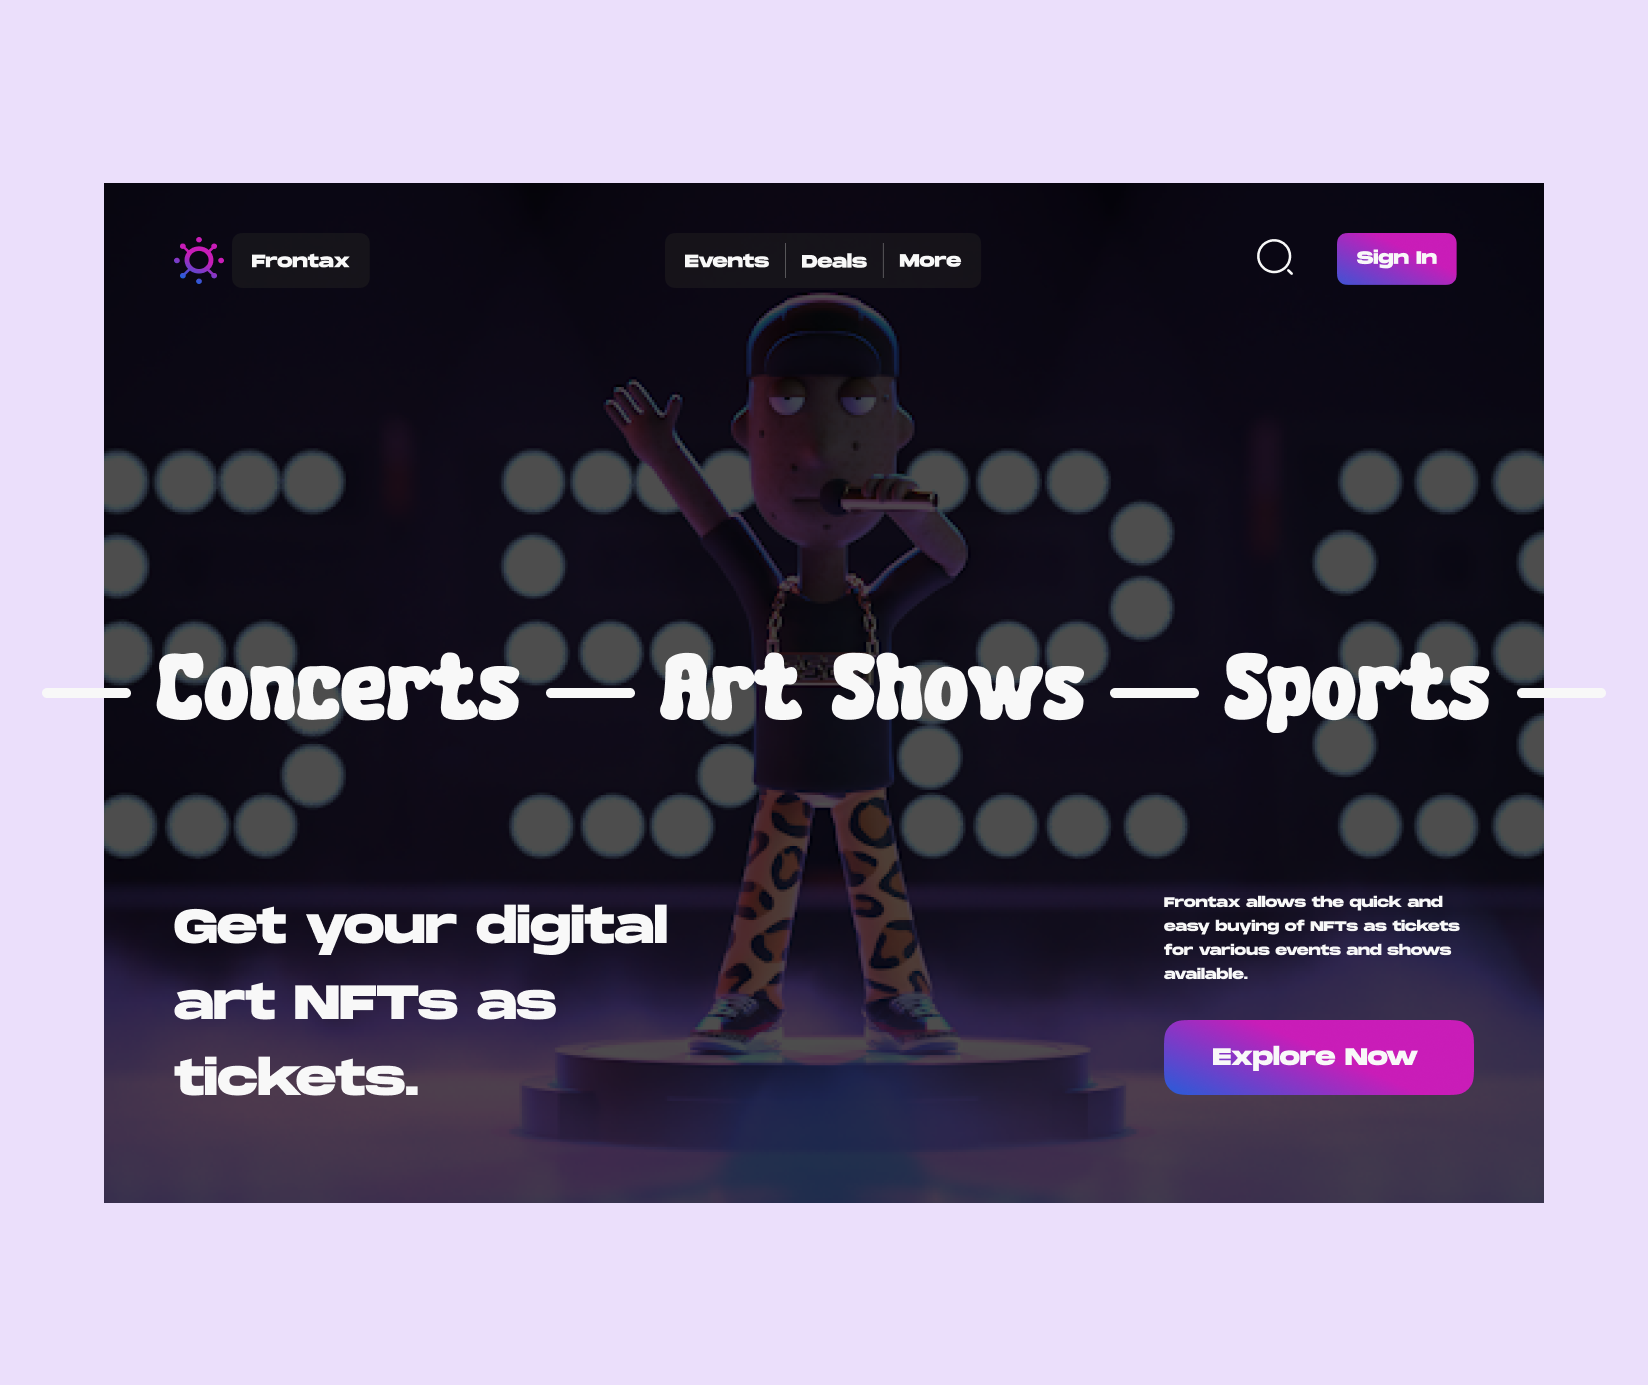 Frontax
Events
Deals
More
Sign In
— Concerts — Art Shows — Sports —
Get your digital
art NFTs as
tickets.
Frontax allows the quick and
easy buying of NFTs as tickets
for various events and shows
available.
Explore Now